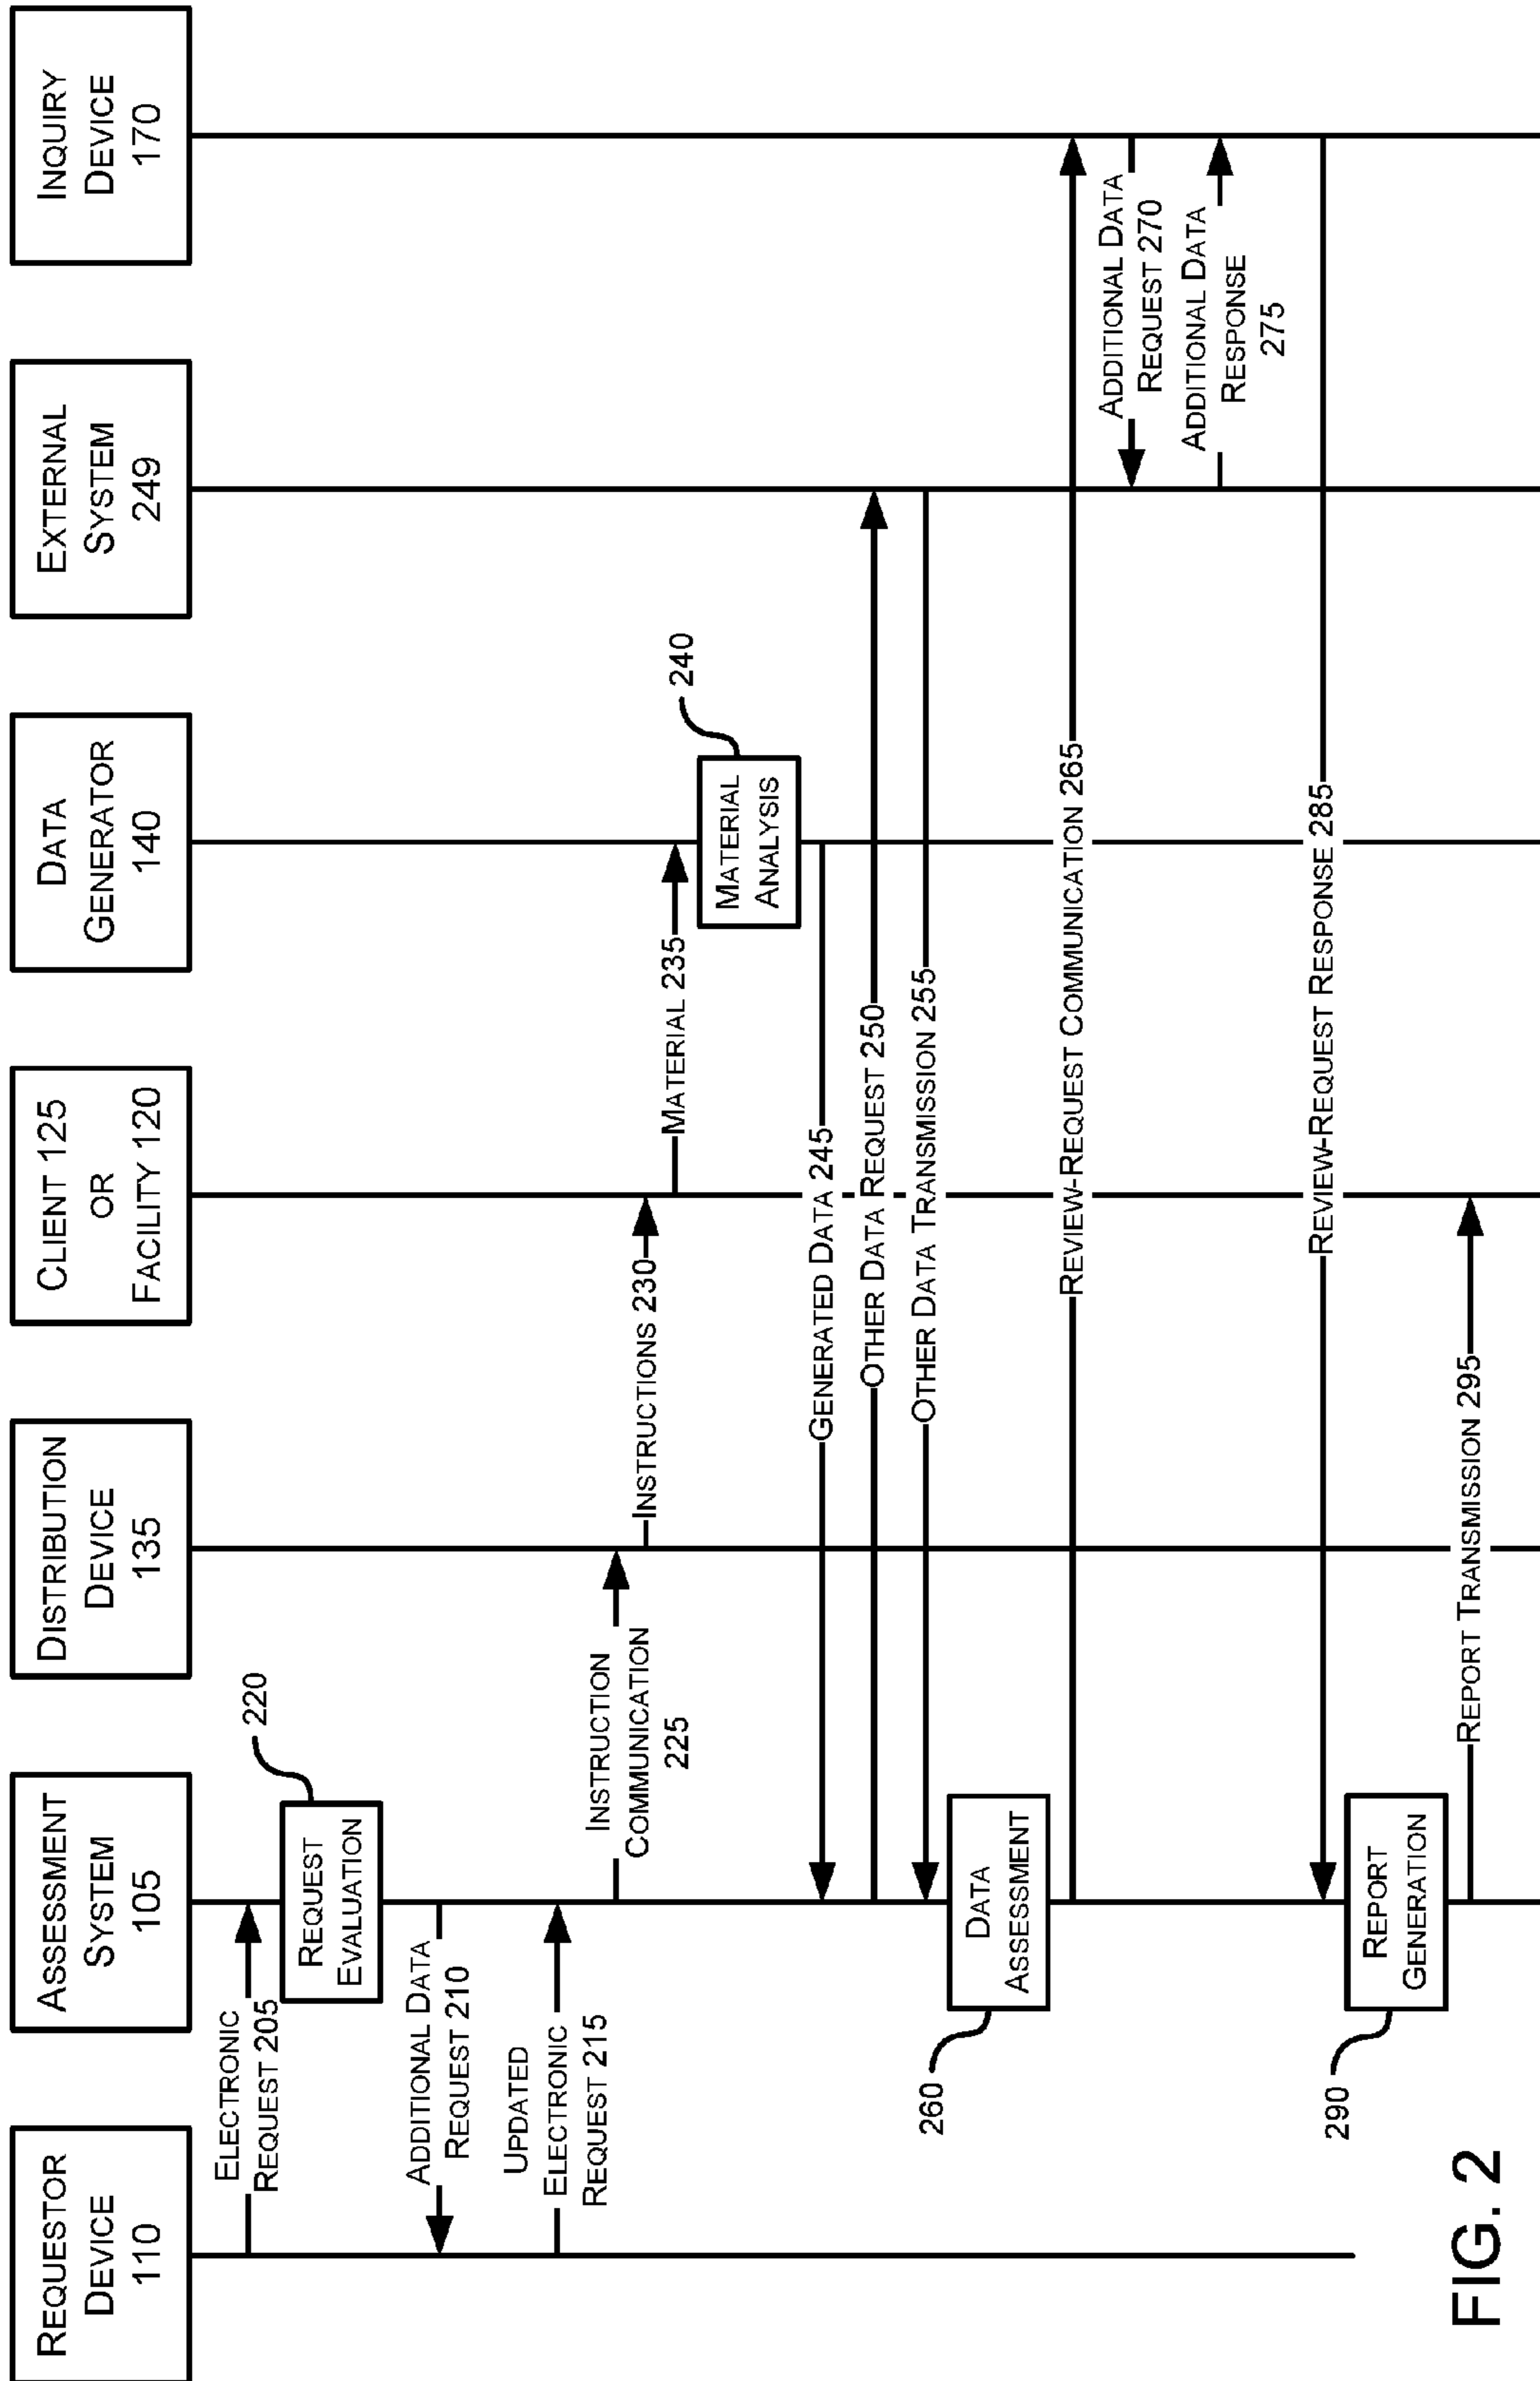 REQUESTOR
DEVICE
110
ASSESSMENT
SYSTEM
105
DISTRIBUTION
DEVICE
135
CLIENT 125
OR
FACILITY 120
DATA
GENERATOR
140
EXTERNAL
SYSTEM
249
INQUIRY
DEVICE
170
ELECTRONIC
REQUEST 205
220
REQUEST
EVALUATION
ADDITIONAL DATA
REQUEST 210
UPDATED
ELECTRONIC
REQUEST 215
INSTRUCTION
COMMUNICATION
225
INSTRUCTIONS 230
MATERIAL 235
240
MATERIAL
ANALYSIS
GENERATED DATA 245
OTHER DATA REQUEST 250
OTHER DATA TRANSMISSION 255
260
DATA
ASSESSMENT
REVIEW-REQUEST COMMUNICATION 265
ADDITIONAL DATA
REQUEST 270
ADDITIONAL DATA
RESPONSE
275
REVIEW-REQUEST RESPONSE 285
290
REPORT
GENERATION
REPORT TRANSMISSION 295
FIG. 2